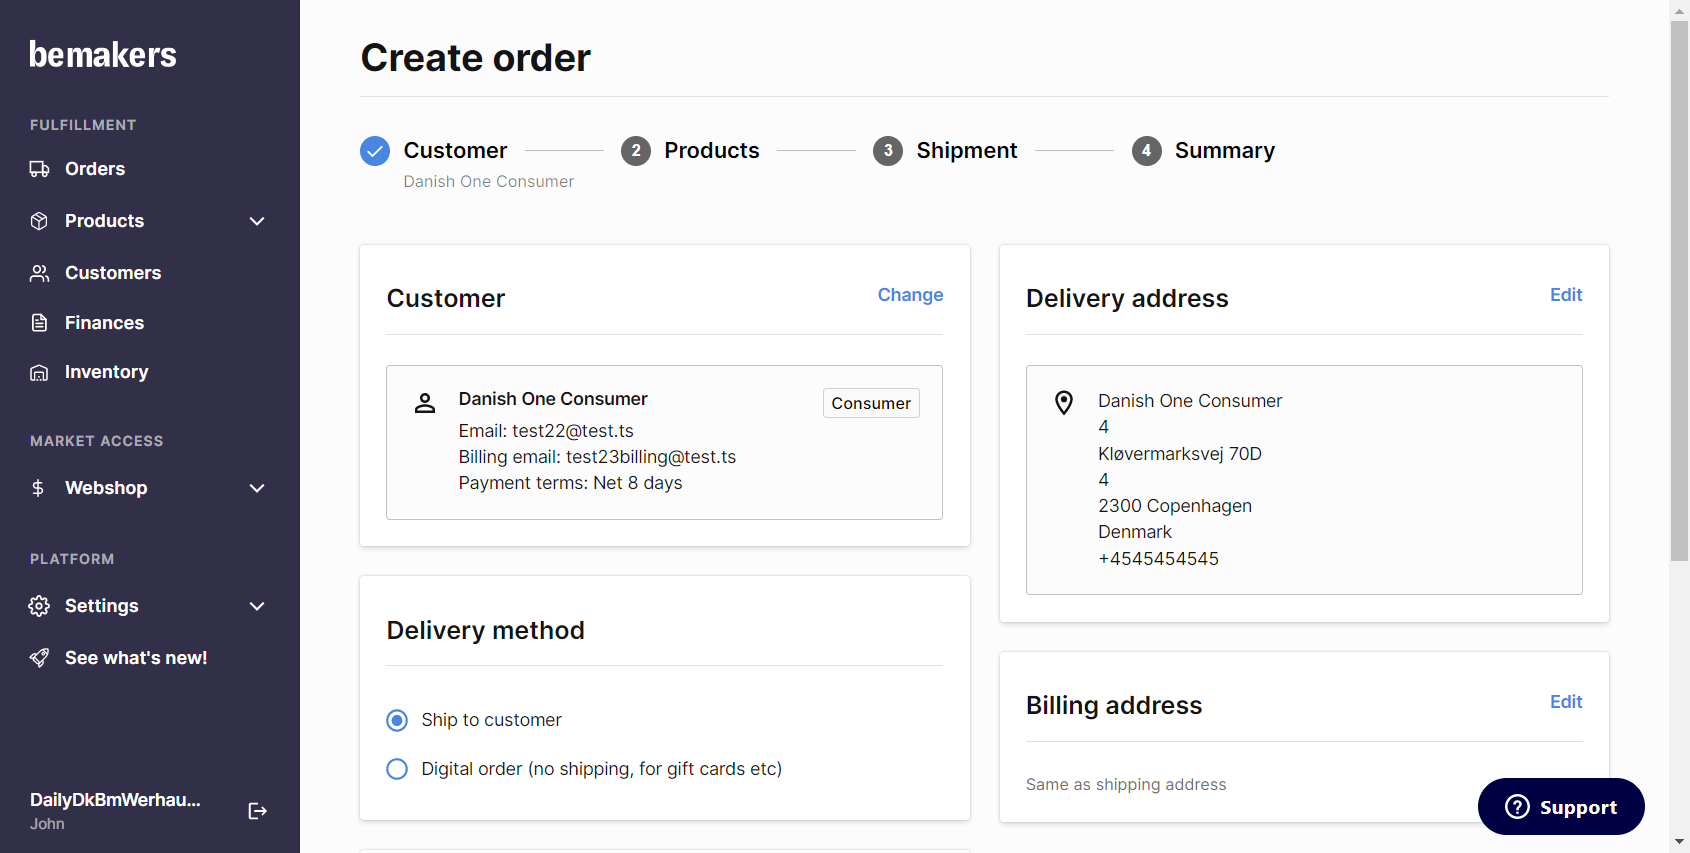 bemakers
FULFILLMENT
Orders
Products
Customers
Finances
Inventory
MARKET ACCESS
Webshop
PLATFORM
Settings
See what's new!
DailyDkBmWerhau...
John
Create order
Customer
Danish One Consumer
2 Products
3 Shipment
4 Summary
Customer
Change
Danish One Consumer
Consumer
Email: test22@test.ts
Billing email: test23billing@test.ts
Payment terms: Net 8 days
Delivery method
Ship to customer
Digital order (no shipping, for gift cards etc)
Delivery address
Edit
Danish One Consumer
4
Kløvermarksvej 70D
4
2300 Copenhagen
Denmark
+4545454545
Billing address
Edit
Same as shipping address
Support